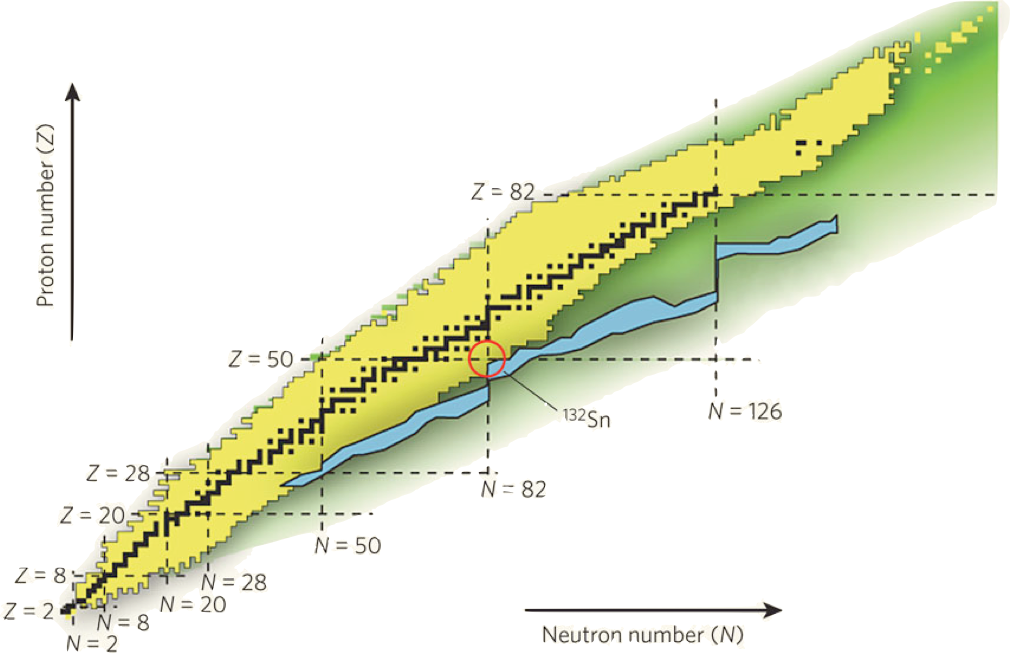 Proton number (Z)
Z = 82
Z = 50
¹³²Sn
N = 126
Z = 28
N = 82
Z = 20
N = 50
Z = 8
N = 28
N = 20
Z = 2
N = 8
N = 2
Neutron number (N)